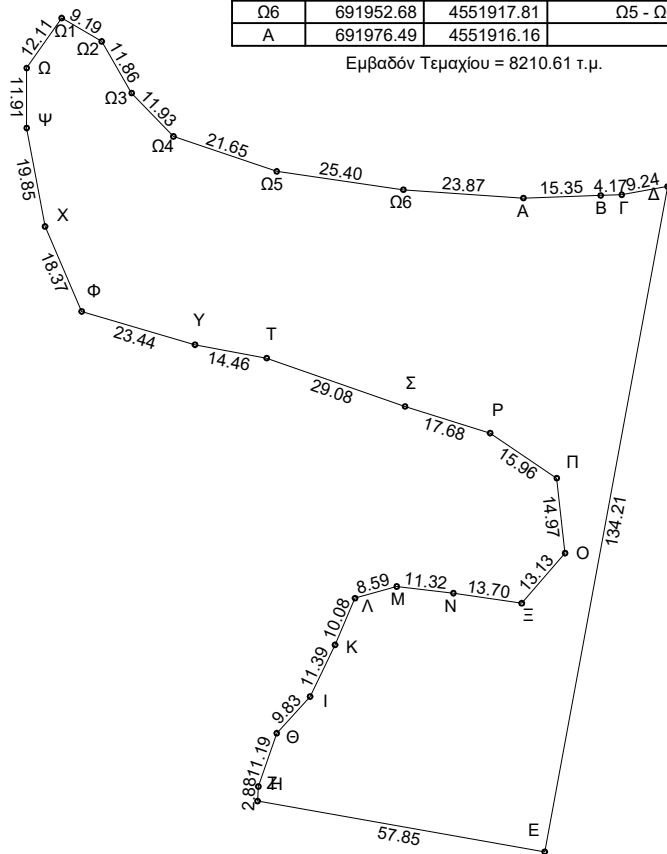 Ω6 691952.68 4551917.81 Ω5 - Ω
Α 691976.49 4551916.16
Εμβαδόν Τεμαχίου = 8210.61 τ.μ.
Ω1
9.19
12.11
Ω2
11.86
Ω
Ω3
11.91
11.93
Ψ
Ω4
21.65
19.85
Ω5
25.40
Ω6
23.87
Α
15.35
Β
4.17
Γ
9.24
Δ
Χ
18.37
Φ
23.44
Υ
14.46
Τ
29.08
Σ
17.68
Ρ
15.96
Π
14.97
134.21
Ο
13.13
Ξ
13.70
Ν
11.32
Μ
8.59
Λ
10.08
Κ
11.39
Ι
9.83
Θ
11.19
Η
Ζ
2.88
57.85
Ε